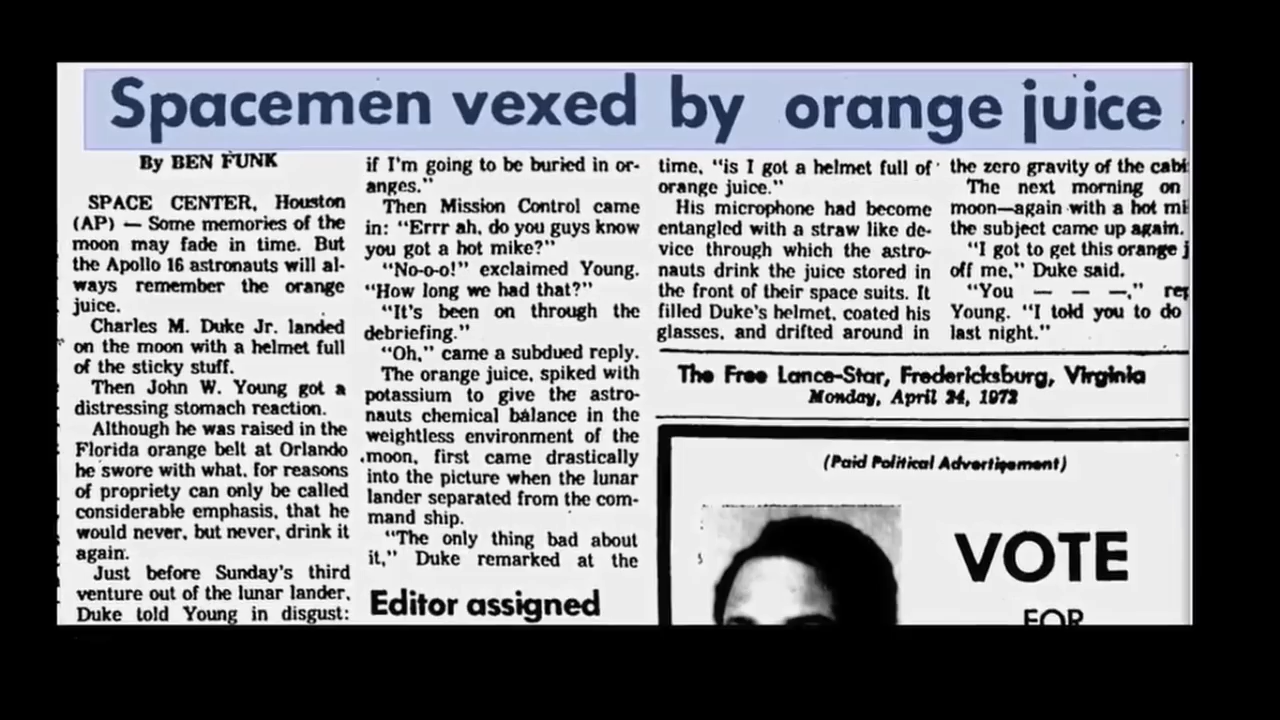 Spacemen vexed by orange juice
By BEN FUNK
SPACE CENTER, Houston
(AP) — Some memories of the
moon may fade in time. But
the Apollo 16 astronauts will al-
ways remember the orange
juice.
Charles M. Duke Jr. landed
on the moon with a helmet full
of the sticky stuff.
Then John W. Young got a
distressing stomach reaction.
Although he was raised in the
Florida orange belt at Orlando
he swore with what, for reasons
of propriety can only be called
considerable emphasis, that he
would never, but never, drink it
again.
Just before Sunday's third
venture out of the lunar lander,
Duke told Young in disgust:
if I'm going to be buried in or-
anges."
Then Mission Control came
in: "Errr ah, do you guys know
you got a hot mike?"
"No-o-o!" exclaimed Young.
"How long we had that?"
"It's been on through the
debriefing."
"Oh," came a subdued reply.
The orange juice, spiked with
potassium to give the astro-
nauts chemical balance in the
weightless environment of the
moon, first came drastically
into the picture when the lunar
lander separated from the com-
mand ship.
"The only thing bad about
it," Duke remarked at the
Editor assigned
time, "is I got a helmet full of
orange juice."
His microphone had become
entangled with a straw like de-
vice through which the astro-
nauts drink the juice stored in
the front of their space suits. It
filled Duke's helmet, coated his
glasses, and drifted around in
the zero gravity of the cabi
The next morning on
moon—again with a hot mi
the subject came up again.
"I got to get this orange j
off me," Duke said.
"You — — —," rep
Young. "I told you to do
last night."
The Free Lance-Star, Fredericksburg, Virginia
Monday, April 24, 1972
(Paid Political Advertisement)
VOTE
FOR